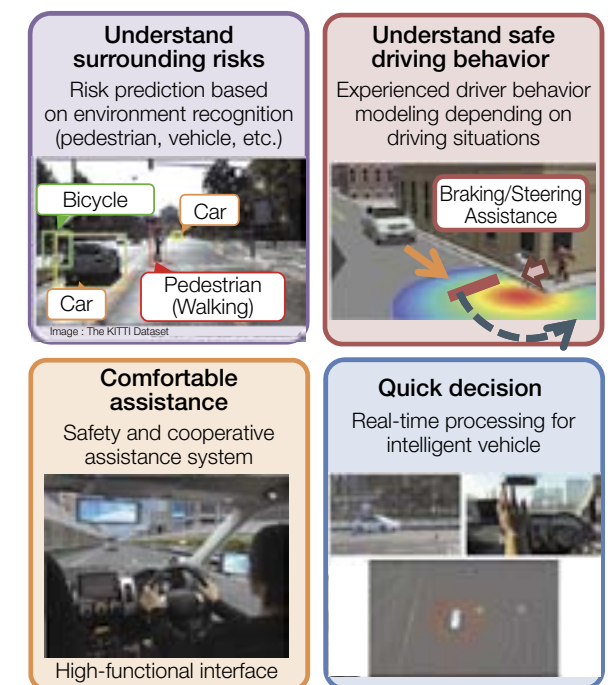 Understand
surrounding risks
Risk prediction based
on environment recognition
(pedestrian, vehicle, etc.)
Bicycle
Car
Pedestrian
(Walking)
Car
Image : The KITTI Dataset
Understand safe
driving behavior
Experienced driver behavior
modeling depending on
driving situations
Braking/Steering
Assistance
Comfortable
assistance
Safety and cooperative
assistance system
High-functional interface
Quick decision
Real-time processing for
intelligent vehicle